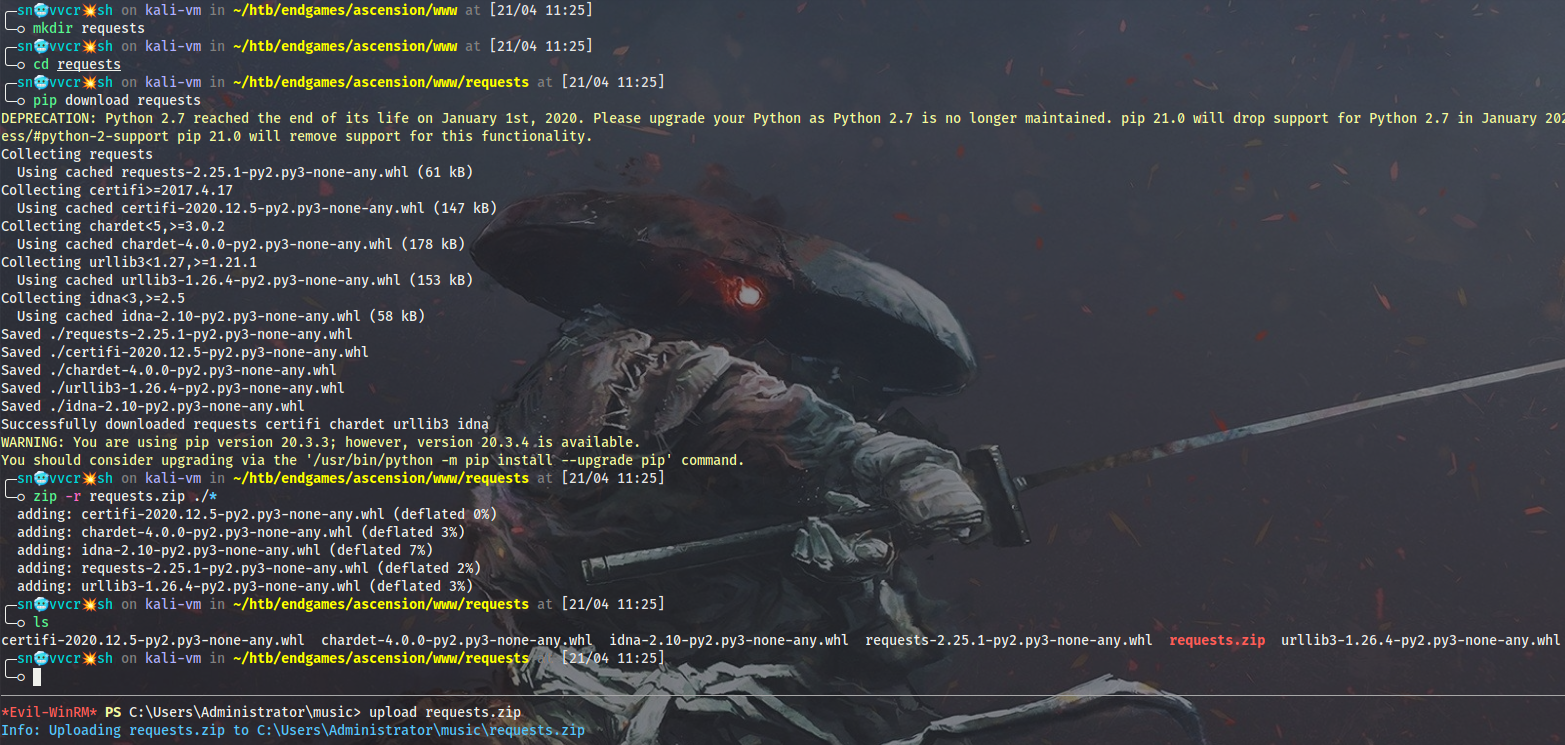 ┌─sn🥶vvcr💥sh on kali-vm in ~/htb/endgames/ascension/www at [21/04 11:25]
└─○ mkdir requests
┌─sn🥶vvcr💥sh on kali-vm in ~/htb/endgames/ascension/www at [21/04 11:25]
└─○ cd requests
┌─sn🥶vvcr💥sh on kali-vm in ~/htb/endgames/ascension/www/requests at [21/04 11:25]
└─○ pip download requests
DEPRECATION: Python 2.7 reached the end of its life on January 1st, 2020. Please upgrade your Python as Python 2.7 is no longer maintained. pip 21.0 will drop support for Python 2.7 in January 202
ess/#python-2-support pip 21.0 will remove support for this functionality.
Collecting requests
  Using cached requests-2.25.1-py2.py3-none-any.whl (61 kB)
Collecting certifi>=2017.4.17
  Using cached certifi-2020.12.5-py2.py3-none-any.whl (147 kB)
Collecting chardet<5,>=3.0.2
  Using cached chardet-4.0.0-py2.py3-none-any.whl (178 kB)
Collecting urllib3<1.27,>=1.21.1
  Using cached urllib3-1.26.4-py2.py3-none-any.whl (153 kB)
Collecting idna<3,>=2.5
  Using cached idna-2.10-py2.py3-none-any.whl (58 kB)
Saved ./requests-2.25.1-py2.py3-none-any.whl
Saved ./certifi-2020.12.5-py2.py3-none-any.whl
Saved ./chardet-4.0.0-py2.py3-none-any.whl
Saved ./urllib3-1.26.4-py2.py3-none-any.whl
Saved ./idna-2.10-py2.py3-none-any.whl
Successfully downloaded requests certifi chardet urllib3 idna
WARNING: You are using pip version 20.3.3; however, version 20.3.4 is available.
You should consider upgrading via the '/usr/bin/python -m pip install --upgrade pip' command.
┌─sn🥶vvcr💥sh on kali-vm in ~/htb/endgames/ascension/www/requests at [21/04 11:25]
└─○ zip -r requests.zip ./*
  adding: certifi-2020.12.5-py2.py3-none-any.whl (deflated 0%)
  adding: chardet-4.0.0-py2.py3-none-any.whl (deflated 3%)
  adding: idna-2.10-py2.py3-none-any.whl (deflated 7%)
  adding: requests-2.25.1-py2.py3-none-any.whl (deflated 2%)
  adding: urllib3-1.26.4-py2.py3-none-any.whl (deflated 3%)
┌─sn🥶vvcr💥sh on kali-vm in ~/htb/endgames/ascension/www/requests at [21/04 11:25]
└─○ ls
certifi-2020.12.5-py2.py3-none-any.whl  chardet-4.0.0-py2.py3-none-any.whl  idna-2.10-py2.py3-none-any.whl  requests-2.25.1-py2.py3-none-any.whl  requests.zip  urllib3-1.26.4-py2.py3-none-any.whl
┌─sn🥶vvcr💥sh on kali-vm in ~/htb/endgames/ascension/www/requests at [21/04 11:25]
└─○
*Evil-WinRM* PS C:\Users\Administrator\music> upload requests.zip
Info: Uploading requests.zip to C:\Users\Administrator\music\requests.zip